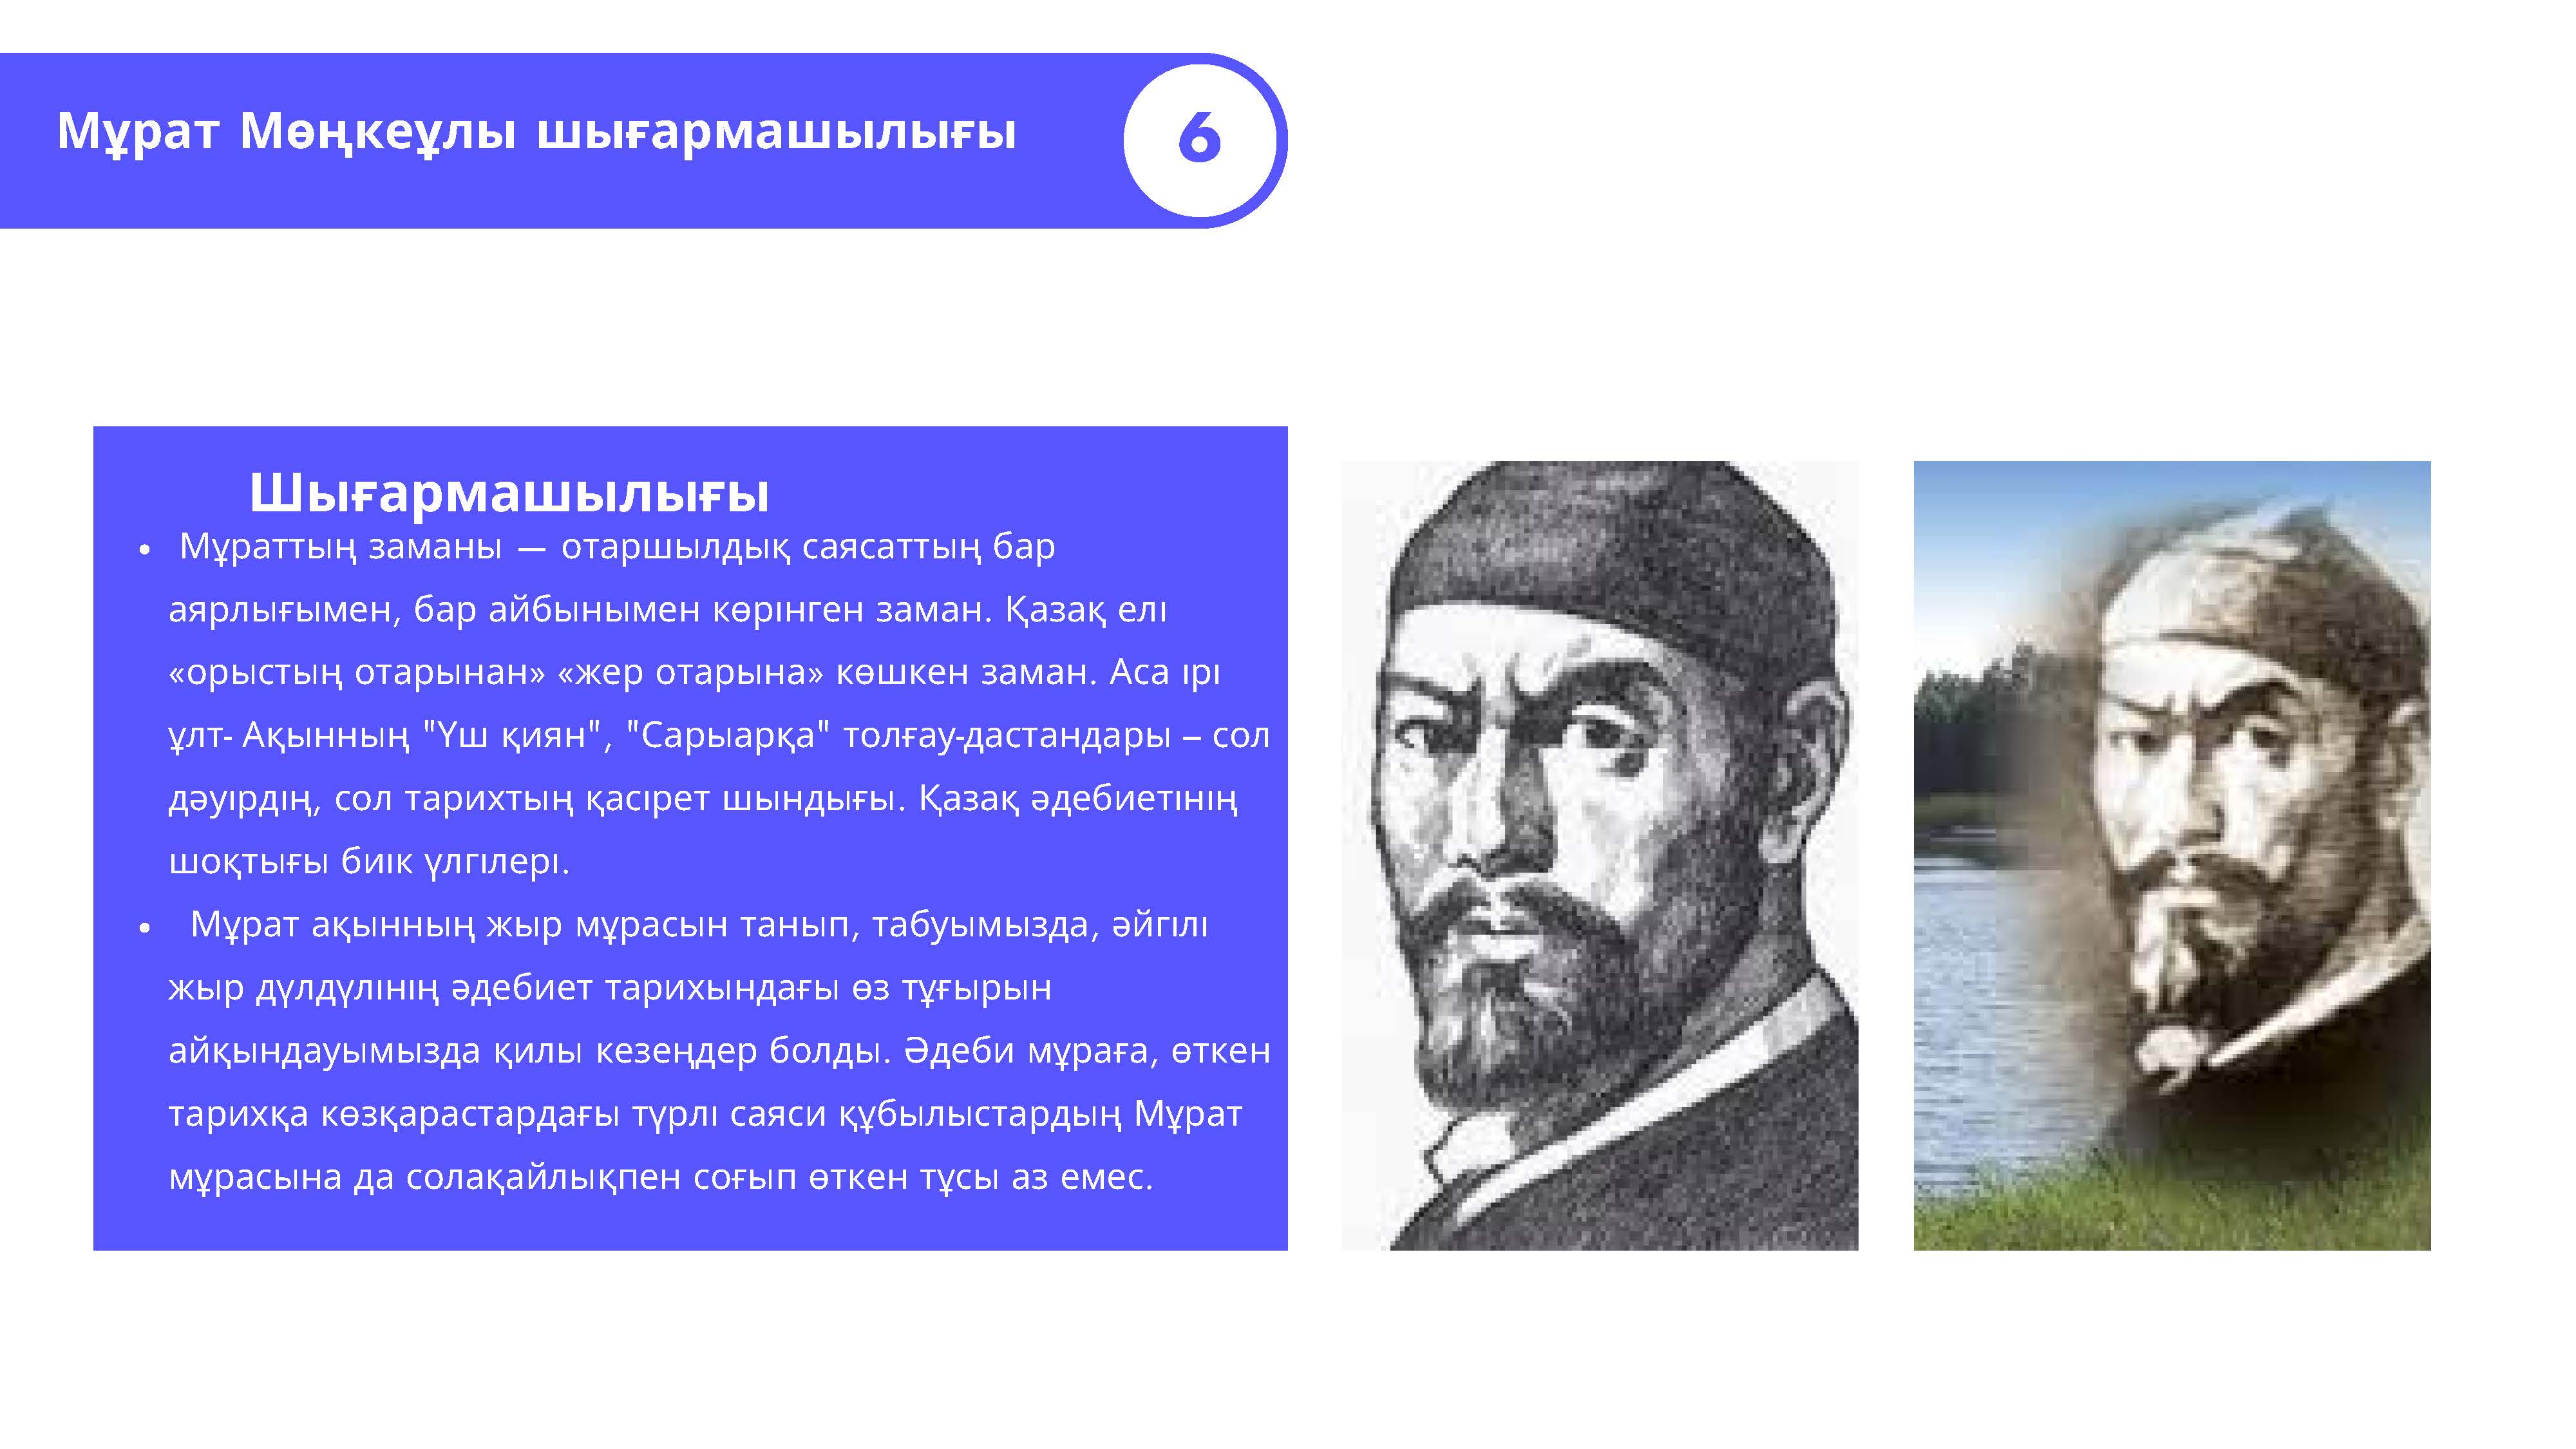 Мұрат Мөңкеұлы шығармашылығы
6
Шығармашылығы
• Мұраттың заманы — отаршылдық саясаттың бар
аярлығымен, бар айбынымен көрінген заман. Қазақ елі
«орыстың отарынан» «жер отарына» көшкен заман. Аса ірі
ұлт- Ақынның "Үш қиян", "Сарыарқа" толғау-дастандары – сол
дәуірдің, сол тарихтың қасірет шындығы. Қазақ әдебиетінің
шоқтығы биік үлгілері.
• Мұрат ақынның жыр мұрасын танып, табуымызда, әйгілі
жыр дүлдүлінің әдебиет тарихындағы өз тұғырын
айқындауымызда қилы кезеңдер болды. Әдеби мұраға, өткен
тарихқа көзқарастардағы түрлі саяси құбылыстардың Мұрат
мұрасына да солақайлықпен соғып өткен тұсы аз емес.